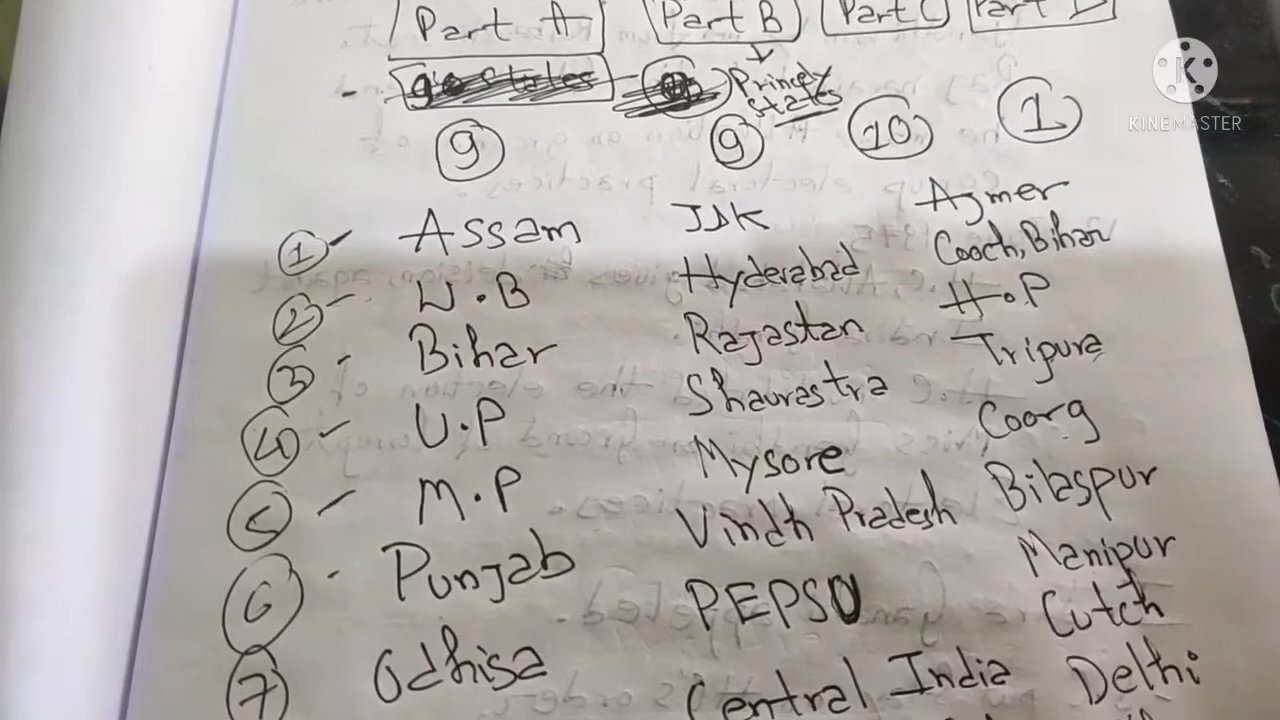 Part A Part B Part C Part D
Princely
States
9 9 10 1
KINEMASTER
1 Assam J&K Ajmer
2 W.B Hyderabad Cooch, Bihar
3 Bihar Rajastan H.P
4 U.P Shaurastra Tripura
5 M.P Mysore Coorg
6 Punjab Vindh Pradesh Bilaspur
7 Odhisa PEPSU Manipur
Central India Cutch
Delhi